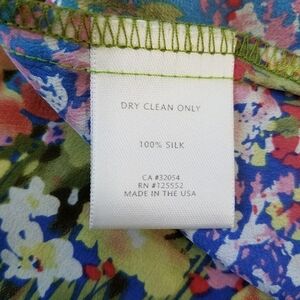 DRY CLEAN ONLY
100% SILK
CA #32054
RN #125552
MADE IN THE USA